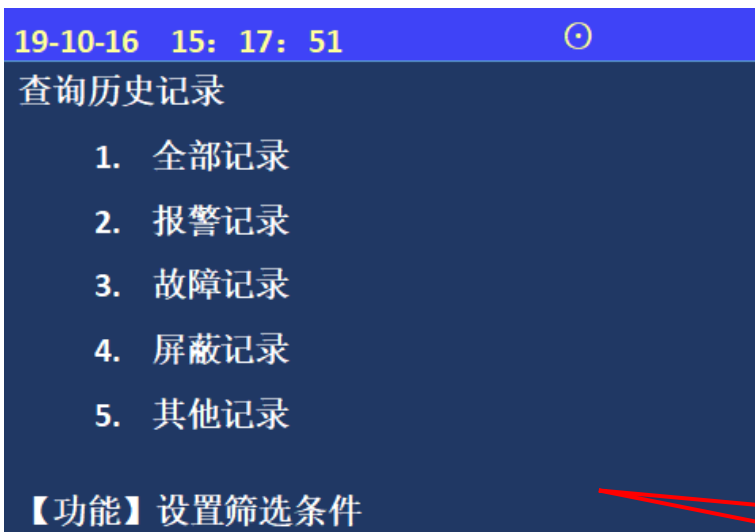 19-10-16 15：17：51
查询历史记录
1. 全部记录
2. 报警记录
3. 故障记录
4. 屏蔽记录
5. 其他记录
【功能】设置筛选条件